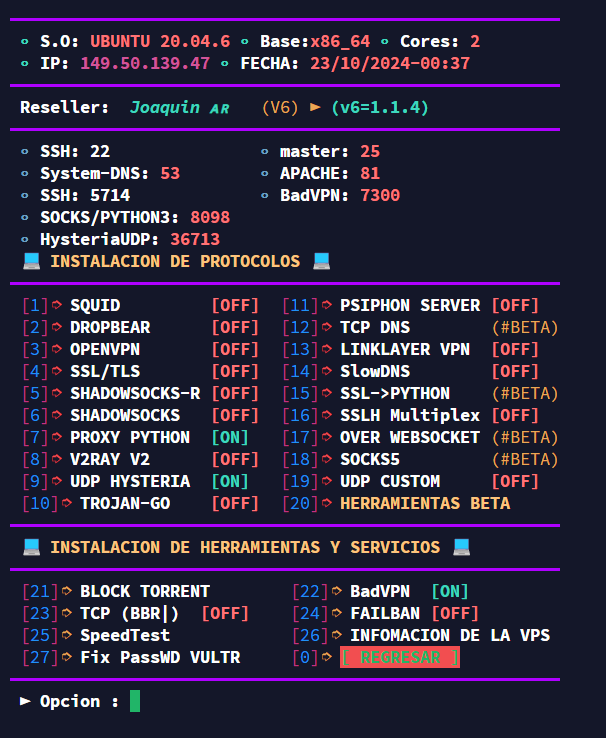 ∘ S.O: UBUNTU 20.04.6 ∘ Base:x86_64 ∘ Cores: 2
∘ IP: 149.50.139.47 ∘ FECHA: 23/10/2024-00:37
Reseller: Joaquin ᴀʀ (V6) ► (v6=1.1.4)
∘ SSH: 22 ∘ master: 25
∘ System-DNS: 53 ∘ APACHE: 81
∘ SSH: 5714 ∘ BadVPN: 7300
∘ SOCKS/PYTHON3: 8098
∘ HysteriaUDP: 36713
💻 INSTALACION DE PROTOCOLOS 💻
[1]➮ SQUID [OFF] [11]➮ PSIPHON SERVER [OFF]
[2]➮ DROPBEAR [OFF] [12]➮ TCP DNS (#BETA)
[3]➮ OPENVPN [OFF] [13]➮ LINKLAYER VPN [OFF]
[4]➮ SSL/TLS [OFF] [14]➮ SlowDNS [OFF]
[5]➮ SHADOWSOCKS-R [OFF] [15]➮ SSL->PYTHON (#BETA)
[6]➮ SHADOWSOCKS [OFF] [16]➮ SSLH Multiplex [OFF]
[7]➮ PROXY PYTHON [ON] [17]➮ OVER WEBSOCKET (#BETA)
[8]➮ V2RAY V2 [OFF] [18]➮ SOCKS5 (#BETA)
[9]➮ UDP HYSTERIA [ON] [19]➮ UDP CUSTOM [OFF]
[10]➮ TROJAN-GO [OFF] [20]➮ HERRAMIENTAS BETA
💻 INSTALACION DE HERRAMIENTAS Y SERVICIOS 💻
[21]➮ BLOCK TORRENT [22]➮ BadVPN [ON]
[23]➮ TCP (BBR|) [OFF] [24]➮ FAILBAN [OFF]
[25]➮ SpeedTest [26]➮ INFOMACION DE LA VPS
[27]➮ Fix PassWD VULTR [0]➮ [ REGRESAR ]
► Opcion :